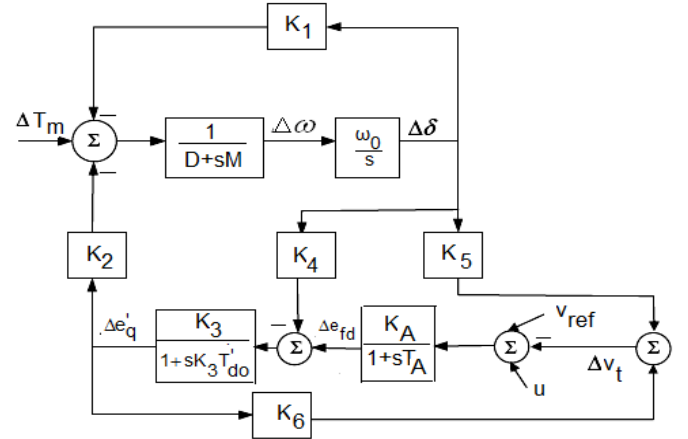 K1
ΔTm
Σ
1
D+sM
Δω
ω0
s
Δδ
K2
K4
K5
Δe'q
K3
1+sK3T'do
Σ
Δefd
KA
1+sTA
vref
Σ
u
Δvt
Σ
K6